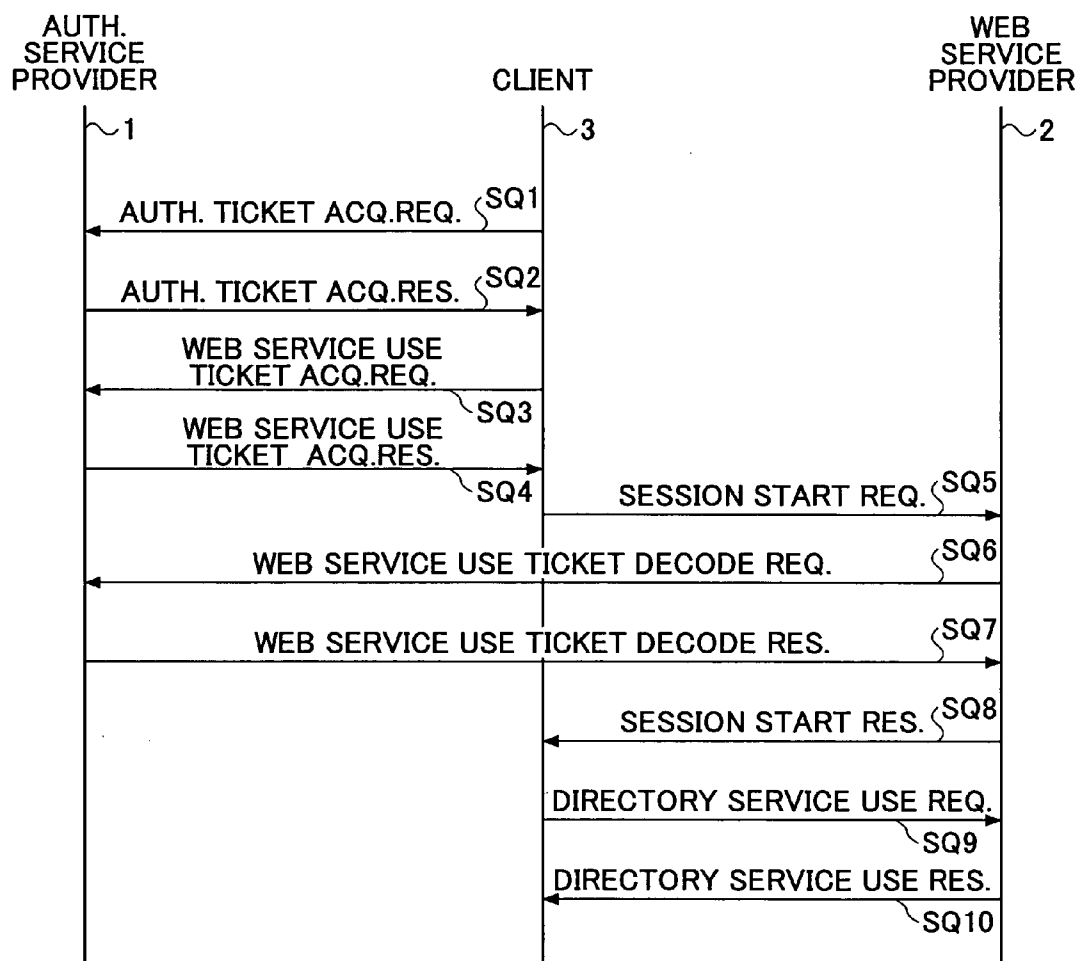 AUTH.
SERVICE
PROVIDER
CLIENT
WEB
SERVICE
PROVIDER
1
3
2
AUTH. TICKET ACQ.REQ.
SQ1
AUTH. TICKET ACQ.RES.
SQ2
WEB SERVICE USE
TICKET ACQ.REQ.
SQ3
WEB SERVICE USE
TICKET ACQ.RES.
SQ4
SESSION START REQ.
SQ5
WEB SERVICE USE TICKET DECODE REQ.
SQ6
WEB SERVICE USE TICKET DECODE RES.
SQ7
SESSION START RES.
SQ8
DIRECTORY SERVICE USE REQ.
SQ9
DIRECTORY SERVICE USE RES.
SQ10